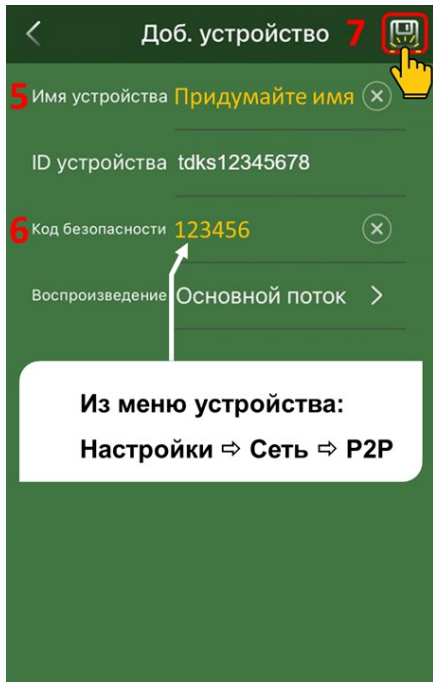 Доб. устройство 7
5 Имя устройства Придумайте имя
ID устройства tdks12345678
6 Код безопасности 123456
Воспроизведение Основной поток >
Из меню устройства:
Настройки ⇨ Сеть ⇨ P2P